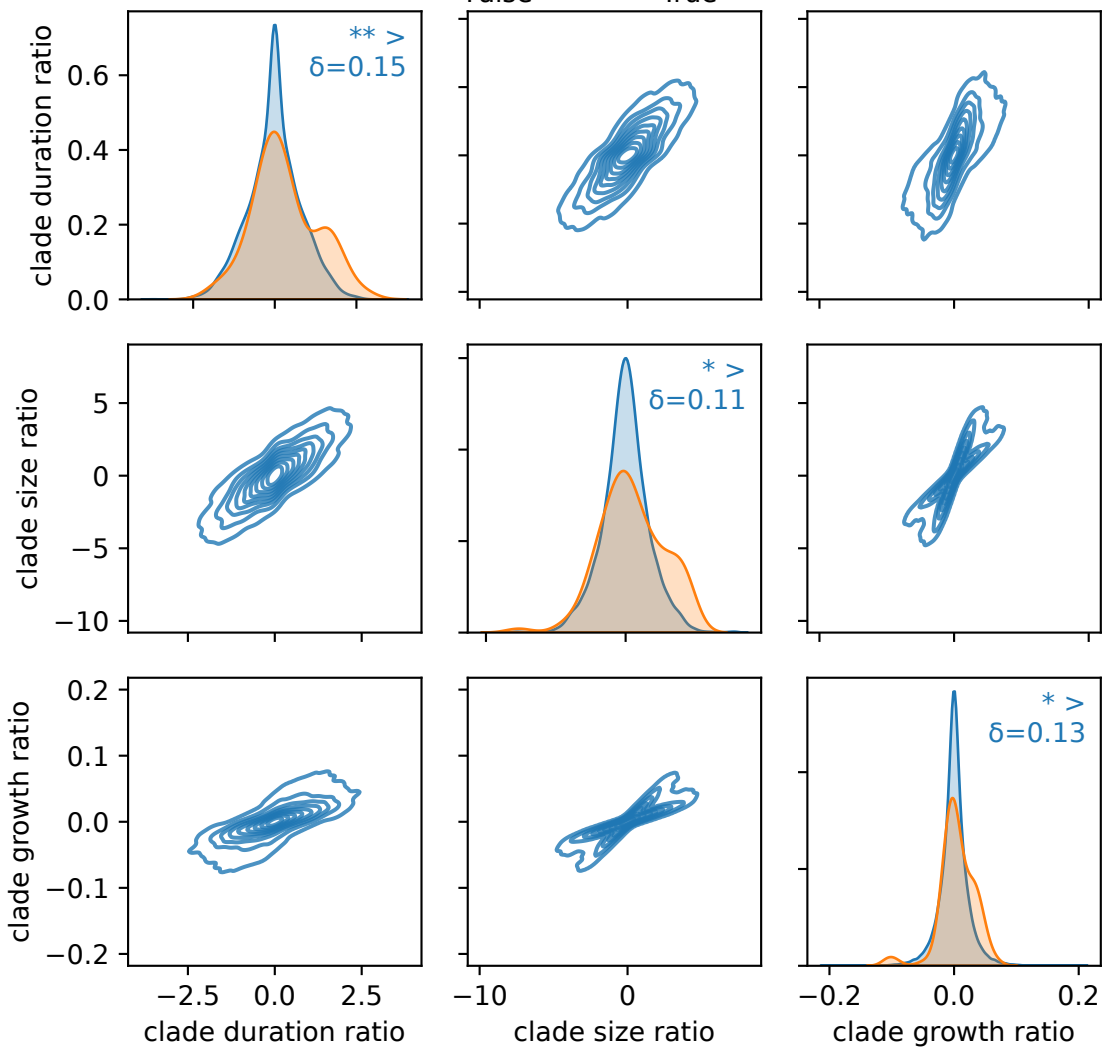 False True
clade duration ratio
0.6
0.4
0.2
0.0
** >
δ=0.15
clade size ratio
5
0
−5
−10
* >
δ=0.11
clade growth ratio
0.2
0.1
0.0
−0.1
−0.2
* >
δ=0.13
−2.5 0.0 2.5
−10 0
−0.2 0.0 0.2
clade duration ratio
clade size ratio
clade growth ratio